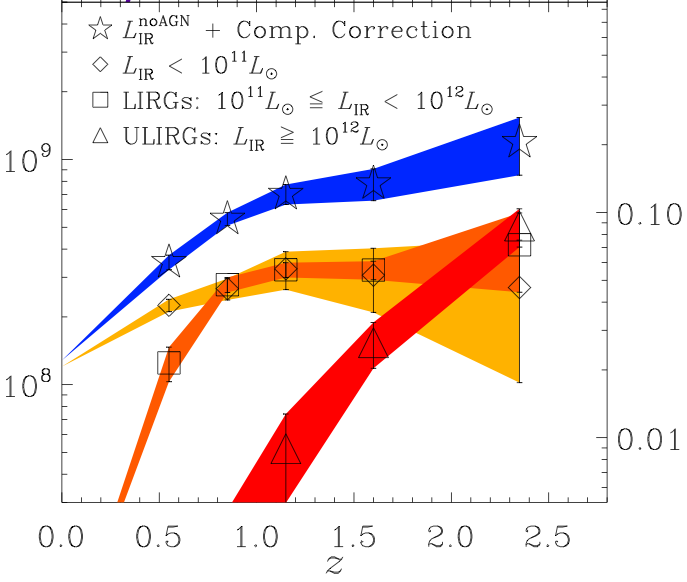 ☆ L_IR^noAGN + Comp. Correction
◇ L_IR < 10^11 L_⊙
□ LIRGs: 10^11 L_⊙ ≦ L_IR < 10^12 L_⊙
△ ULIRGs: L_IR ≧ 10^12 L_⊙
10^9
0.10
10^8
0.01
0.0 0.5 1.0 1.5 2.0 2.5
z